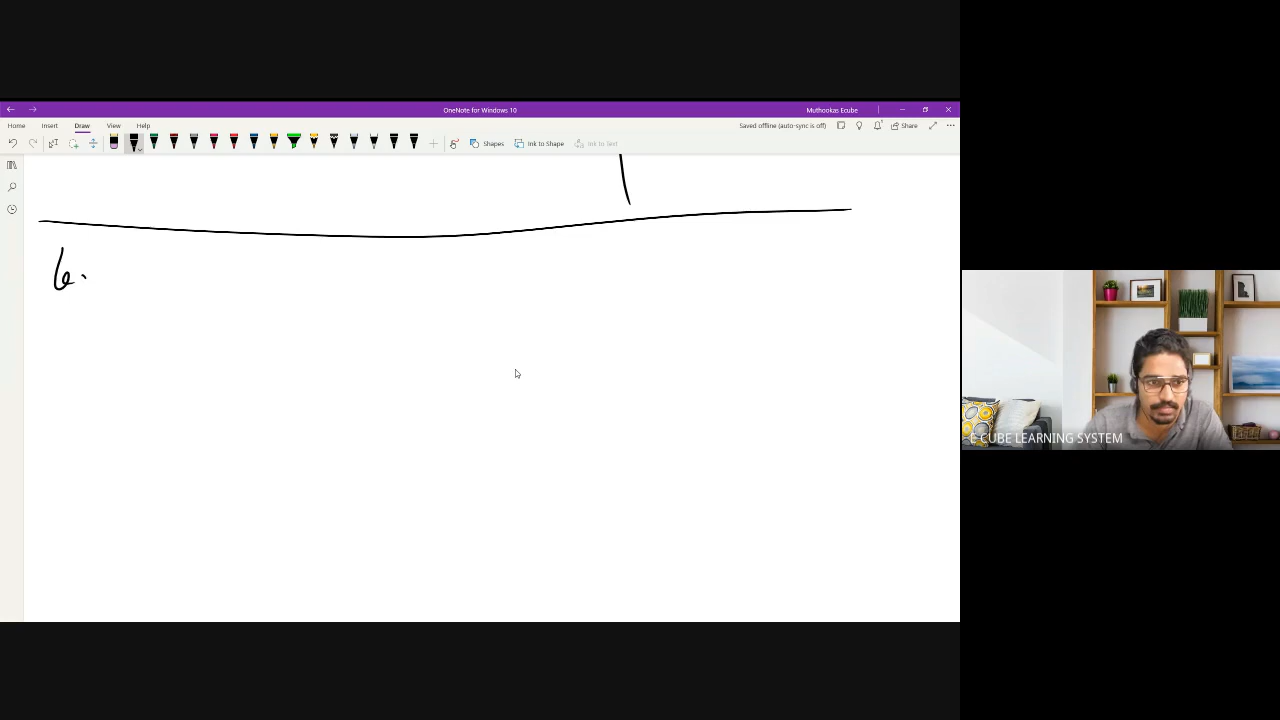 OneNote for Windows 10
Muthookas Ecube
Home Insert Draw View Help
Saved offline (auto-sync is off)
Share
Shapes
Ink to Shape
Ink to Text
6.
E CUBE LEARNING SYSTEM